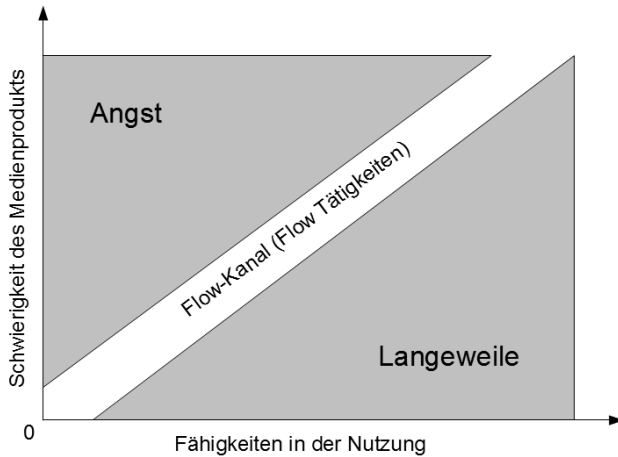 Schwierigkeit des Medienprodukts
Angst
Flow-Kanal (Flow Tätigkeiten)
Langeweile
0
Fähigkeiten in der Nutzung